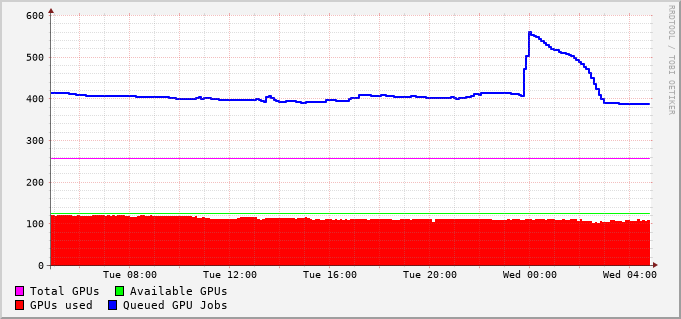 600
500
400
300
200
100
0
Tue 08:00 Tue 12:00 Tue 16:00 Tue 20:00 Wed 00:00 Wed 04:00
Total GPUs Available GPUs
GPUs used Queued GPU Jobs
RRDTOOL / TOBI OETIKER